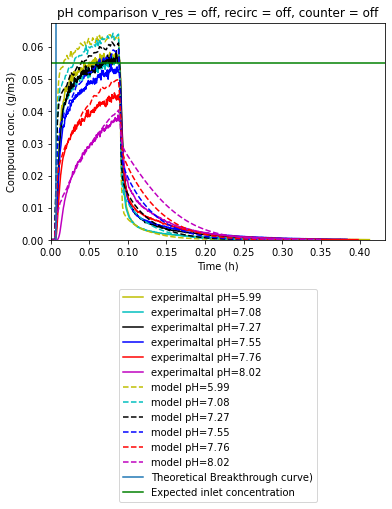 pH comparison v_res = off, recirc = off, counter = off
Compound conc. (g/m3)
0.06
0.05
0.04
0.03
0.02
0.01
0.00
0.00 0.05 0.10 0.15 0.20 0.25 0.30 0.35 0.40
Time (h)
experimaltal pH=5.99
experimaltal pH=7.08
experimaltal pH=7.27
experimaltal pH=7.55
experimaltal pH=7.76
experimaltal pH=8.02
model pH=5.99
model pH=7.08
model pH=7.27
model pH=7.55
model pH=7.76
model pH=8.02
Theoretical Breakthrough curve)
Expected inlet concentration